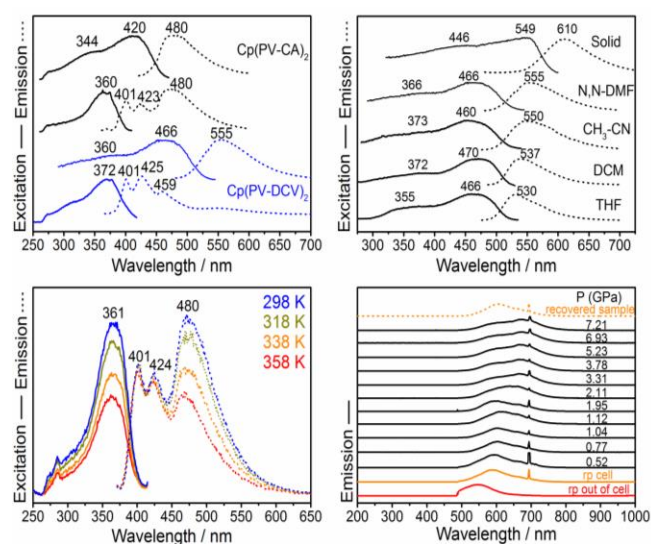 Excitation — Emission ·····
344
420
480
Cp(PV-CA)₂
360
401 423
480
360
466
555
372
401
425
459
Cp(PV-DCV)₂
250 300 350 400 450 500 550 600 650 700
Wavelength / nm
Excitation — Emission ·····
446
549
610
Solid
366
466
555
N,N-DMF
373
460
550
CH₃-CN
372
470
537
DCM
355
466
530
THF
300 350 400 450 500 550 600 650 700
Wavelength / nm
Excitation — Emission ·····
361
480
401
424
298 K
318 K
338 K
358 K
250 300 350 400 450 500 550 600 650
Wavelength / nm
Emission —
P (GPa)
recovered sample
7.21
6.93
5.23
3.78
3.31
2.11
1.95
1.12
1.04
0.77
0.52
rp cell
rp out of cell
200 300 400 500 600 700 800 900 1000
Wavelength / nm